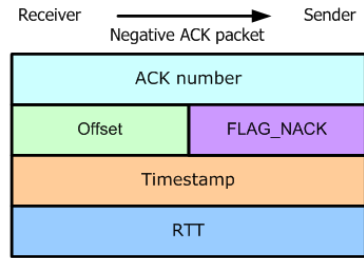 Receiver Sender
Negative ACK packet
ACK number
Offset FLAG_NACK
Timestamp
RTT